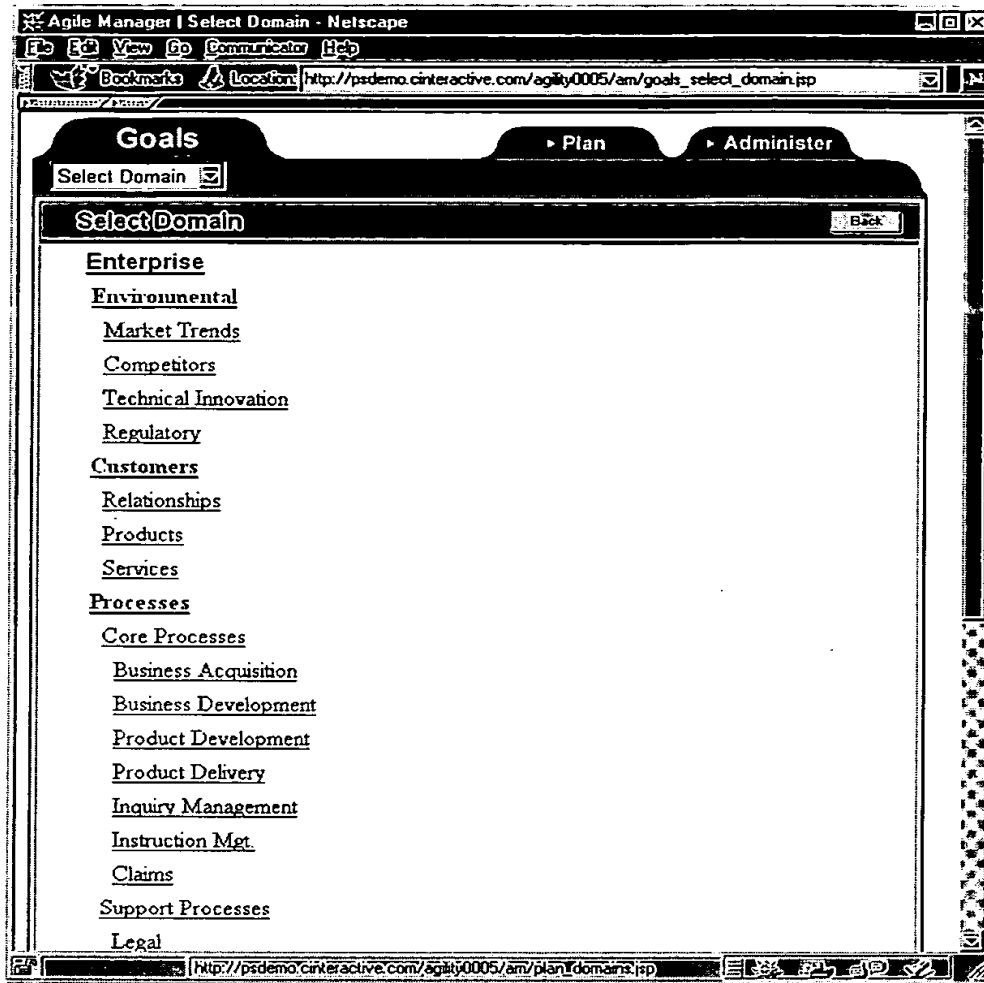 Agile Manager | Select Domain - Netscape
File Edit View Go Communicator Help
Bookmarks Location: http://psdemo.cinteractive.com/agility0005/am/goals_select_domain.jsp
Goals Plan Administer
Select Domain
Select Domain Back
Enterprise
Environmental
Market Trends
Competitors
Technical Innovation
Regulatory
Customers
Relationships
Products
Services
Processes
Core Processes
Business Acquisition
Business Development
Product Development
Product Delivery
Inquiry Management
Instruction Mgt.
Claims
Support Processes
Legal
http://psdemo.cinteractive.com/agility0005/am/plan_domains.jsp